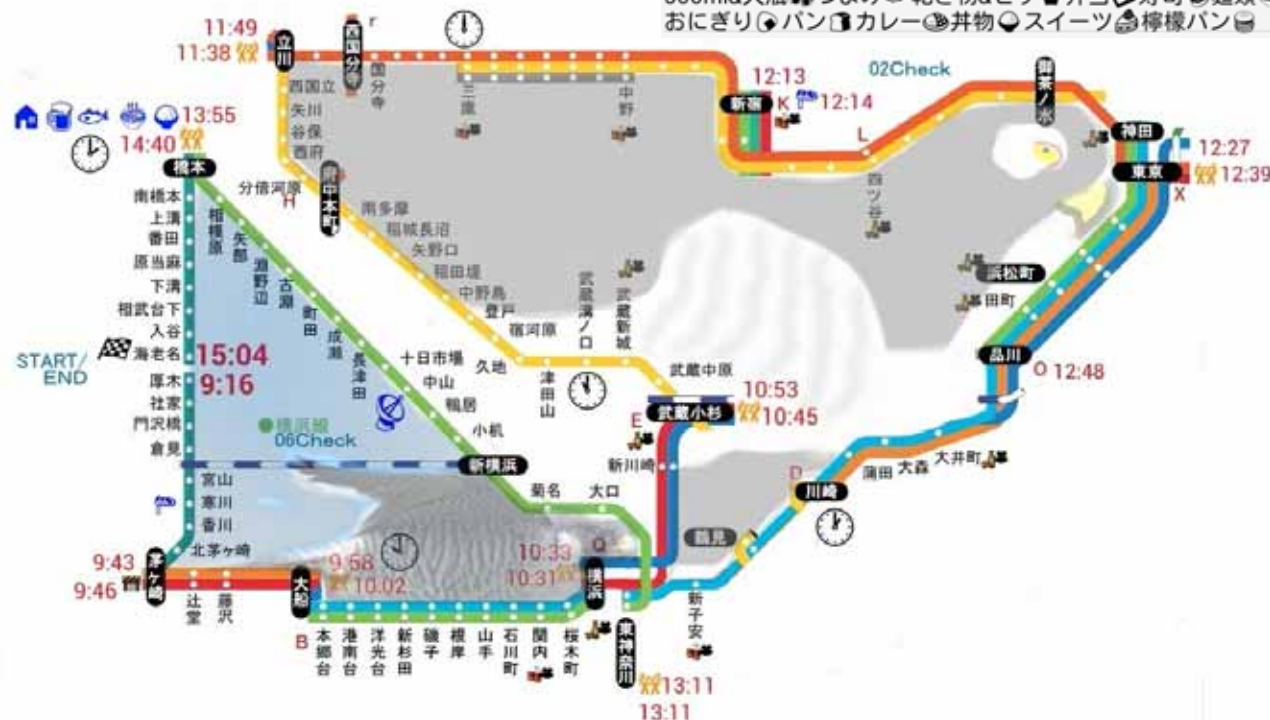 おにぎり パン カレー 丼物 スイーツ 檸檬パン
11:49
11:38
立川
r
国分寺
西国立
矢川
谷保
西府
分倍河原
H
府中本町
南多摩
稲城長沼
矢野口
稲田堤
中野島
登戸
宿河原
津田山
久地
武蔵溝ノ口
武蔵新城
武蔵中原
10:53
武蔵小杉
10:45
E
新川崎
三鷹
中野
12:13
新宿
K
12:14
02Check
L
四ツ谷
御茶ノ水
神田
東京
12:27
12:39
X
浜松町
田町
品川
O 12:48
大井町
大森
蒲田
D
川崎
鶴見
新子安
東神奈川
13:11
13:11
13:55
14:40
橋本
南橋本
上溝
番田
原当麻
下溝
相武台下
入谷
海老名
START/
END
15:04
9:16
厚木
社家
門沢橋
倉見
宮山
寒川
香川
北茅ヶ崎
9:43
9:46
茅ヶ崎
辻堂
藤沢
大船
9:58
10.02
B
本郷台
港南台
洋光台
新杉田
磯子
根岸
山手
石川町
関内
桜木町
横浜
10:33
10:31
Q
相模原
矢部
淵野辺
古淵
町田
成瀬
長津田
十日市場
中山
鴨居
小机
新横浜
菊名
大口
横浜線
06Check